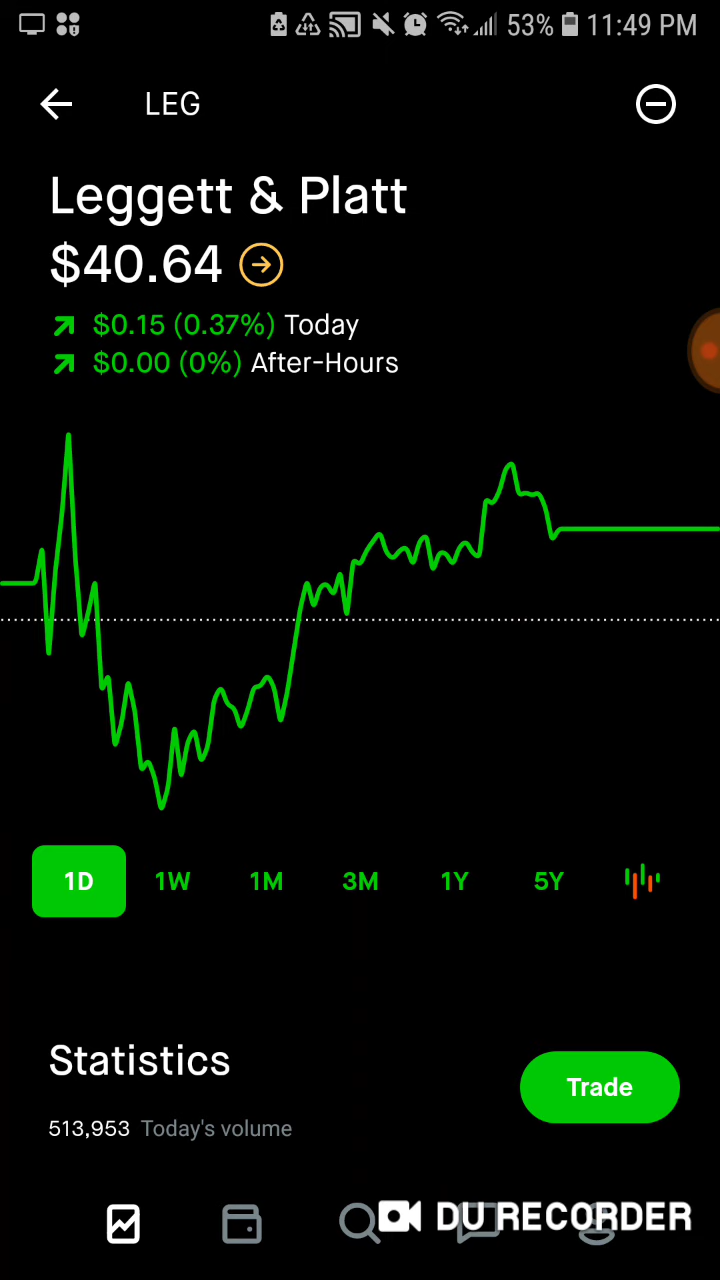 53% 11:49 PM
LEG
Leggett & Platt
$40.64
$0.15 (0.37%) Today
$0.00 (0%) After-Hours
1D 1W 1M 3M 1Y 5Y
Statistics
Trade
513,953 Today's volume
DU RECORDER